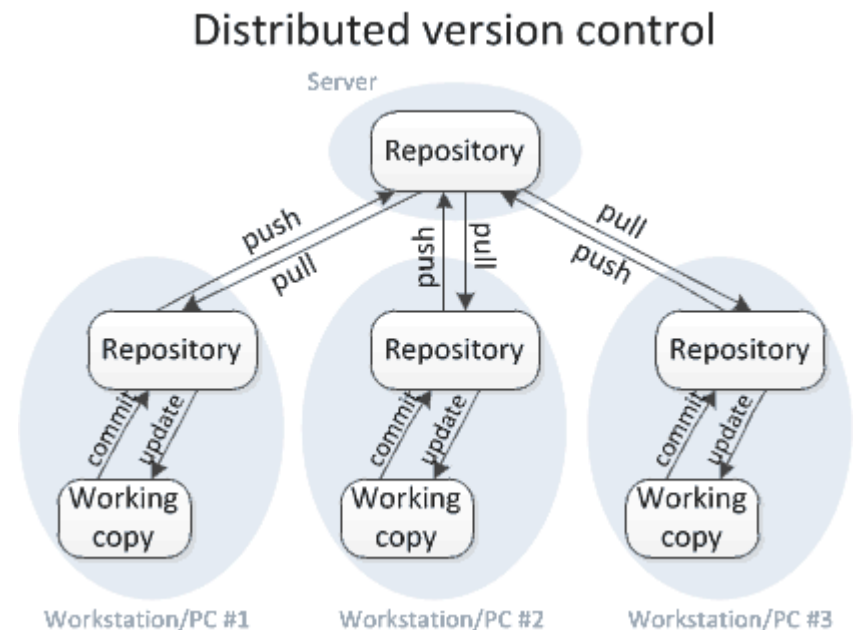 Distributed version control
Server
Repository
push
pull
push
pull
pull
push
Repository
Repository
Repository
commit
update
commit
update
commit
update
Working
copy
Working
copy
Working
copy
Workstation/PC #1
Workstation/PC #2
Workstation/PC #3